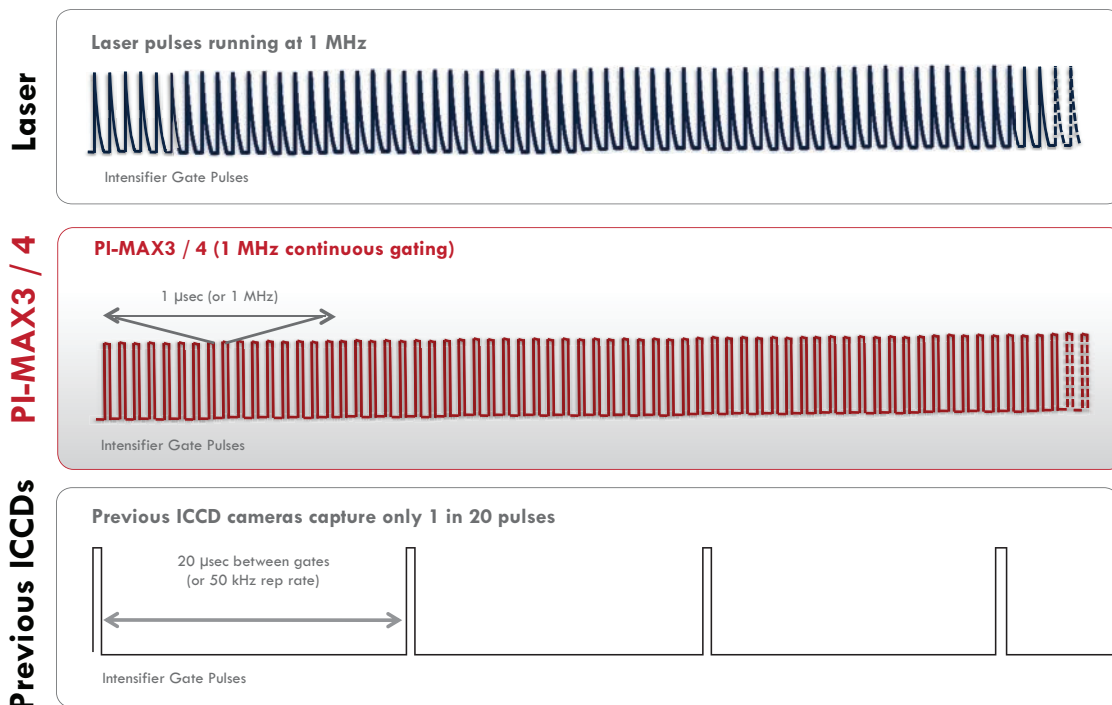 Laser
Laser pulses running at 1 MHz
Intensifier Gate Pulses
PI-MAX3 / 4
PI-MAX3 / 4 (1 MHz continuous gating)
1 µsec (or 1 MHz)
Intensifier Gate Pulses
Previous ICCDs
Previous ICCD cameras capture only 1 in 20 pulses
20 µsec between gates
(or 50 kHz rep rate)
Intensifier Gate Pulses